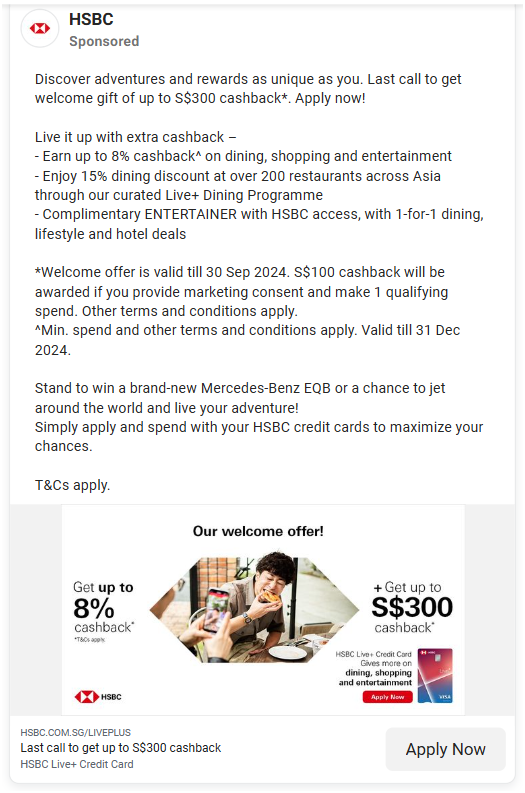 HSBC
Sponsored
Discover adventures and rewards as unique as you. Last call to get
welcome gift of up to S$300 cashback*. Apply now!
Live it up with extra cashback –
- Earn up to 8% cashback^ on dining, shopping and entertainment
- Enjoy 15% dining discount at over 200 restaurants across Asia
through our curated Live+ Dining Programme
- Complimentary ENTERTAINER with HSBC access, with 1-for-1 dining,
lifestyle and hotel deals
*Welcome offer is valid till 30 Sep 2024. S$100 cashback will be
awarded if you provide marketing consent and make 1 qualifying
spend. Other terms and conditions apply.
^Min. spend and other terms and conditions apply. Valid till 31 Dec
2024.
Stand to win a brand-new Mercedes-Benz EQB or a chance to jet
around the world and live your adventure!
Simply apply and spend with your HSBC credit cards to maximize your
chances.
T&Cs apply.
Our welcome offer!
Get up to
8%
cashback*
*T&Cs apply.
+ Get up to
S$300
cashback*
HSBC Live+ Credit Card
Gives more on
dining, shopping
and entertainment
Apply Now
VISA
HSBC
HSBC.COM.SG/LIVEPLUS
Last call to get up to S$300 cashback
HSBC Live+ Credit Card
Apply Now